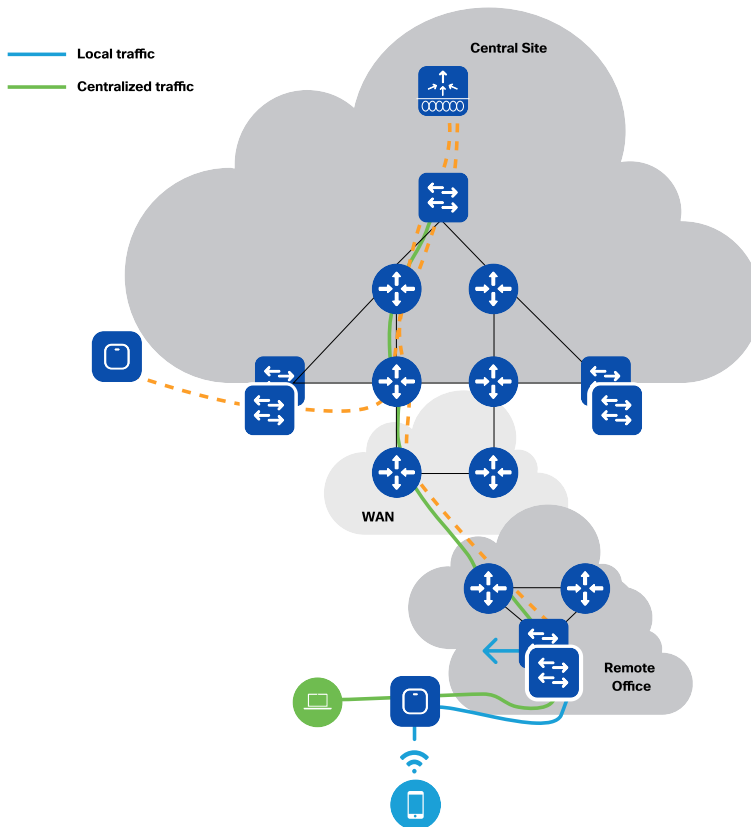 Local traffic
Centralized traffic
Central Site
WAN
Remote
Office